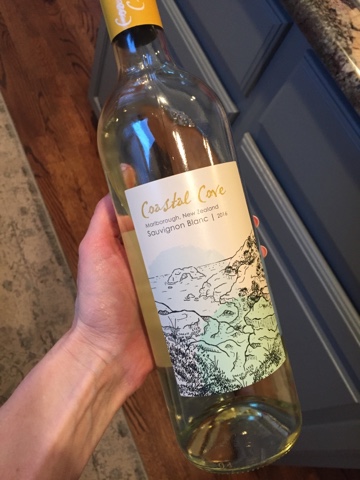 Coastal Cove
Marlborough, New Zealand
Sauvignon Blanc | 2016